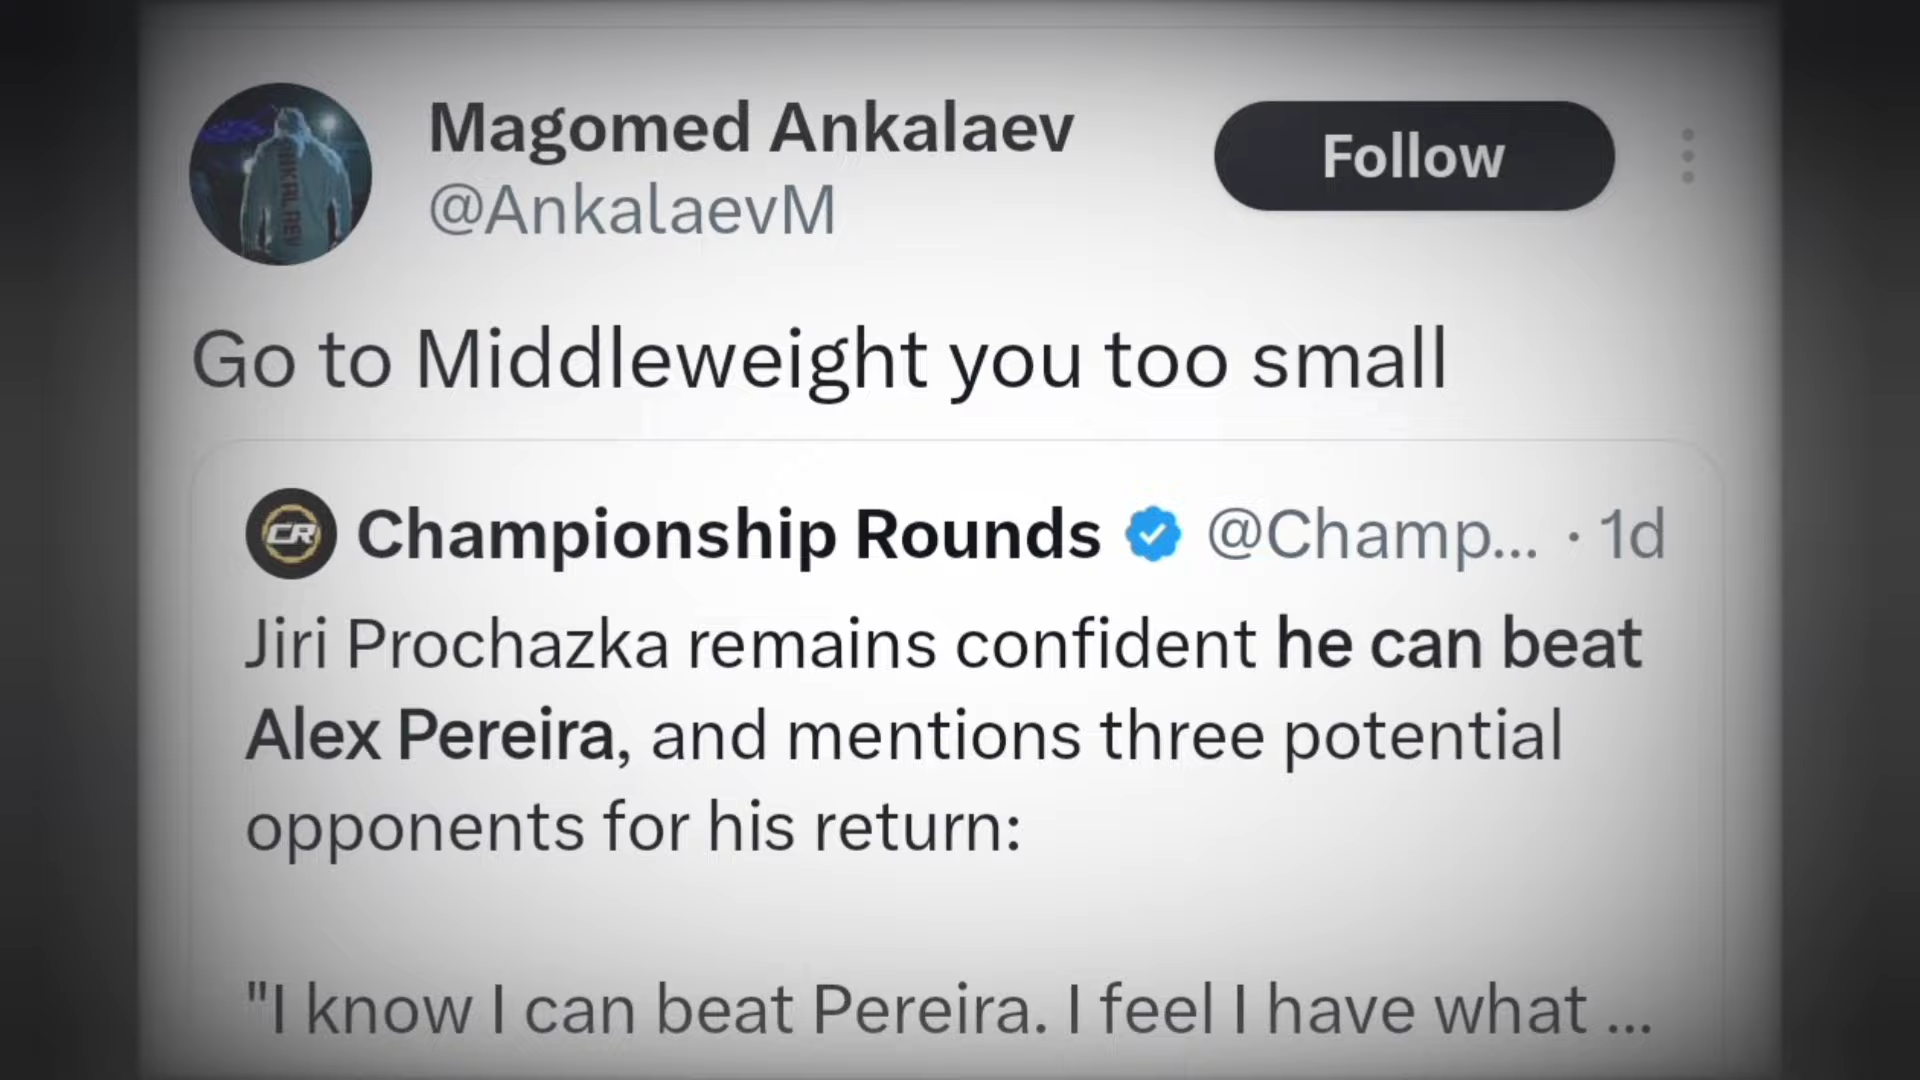 Magomed Ankalaev
@AnkalaevM
Follow
Go to Middleweight you too small
CR
Championship Rounds @Champ... · 1d
Jiri Prochazka remains confident he can beat
Alex Pereira, and mentions three potential
opponents for his return:
"I know I can beat Pereira. I feel I have what ...
ANKALAEV